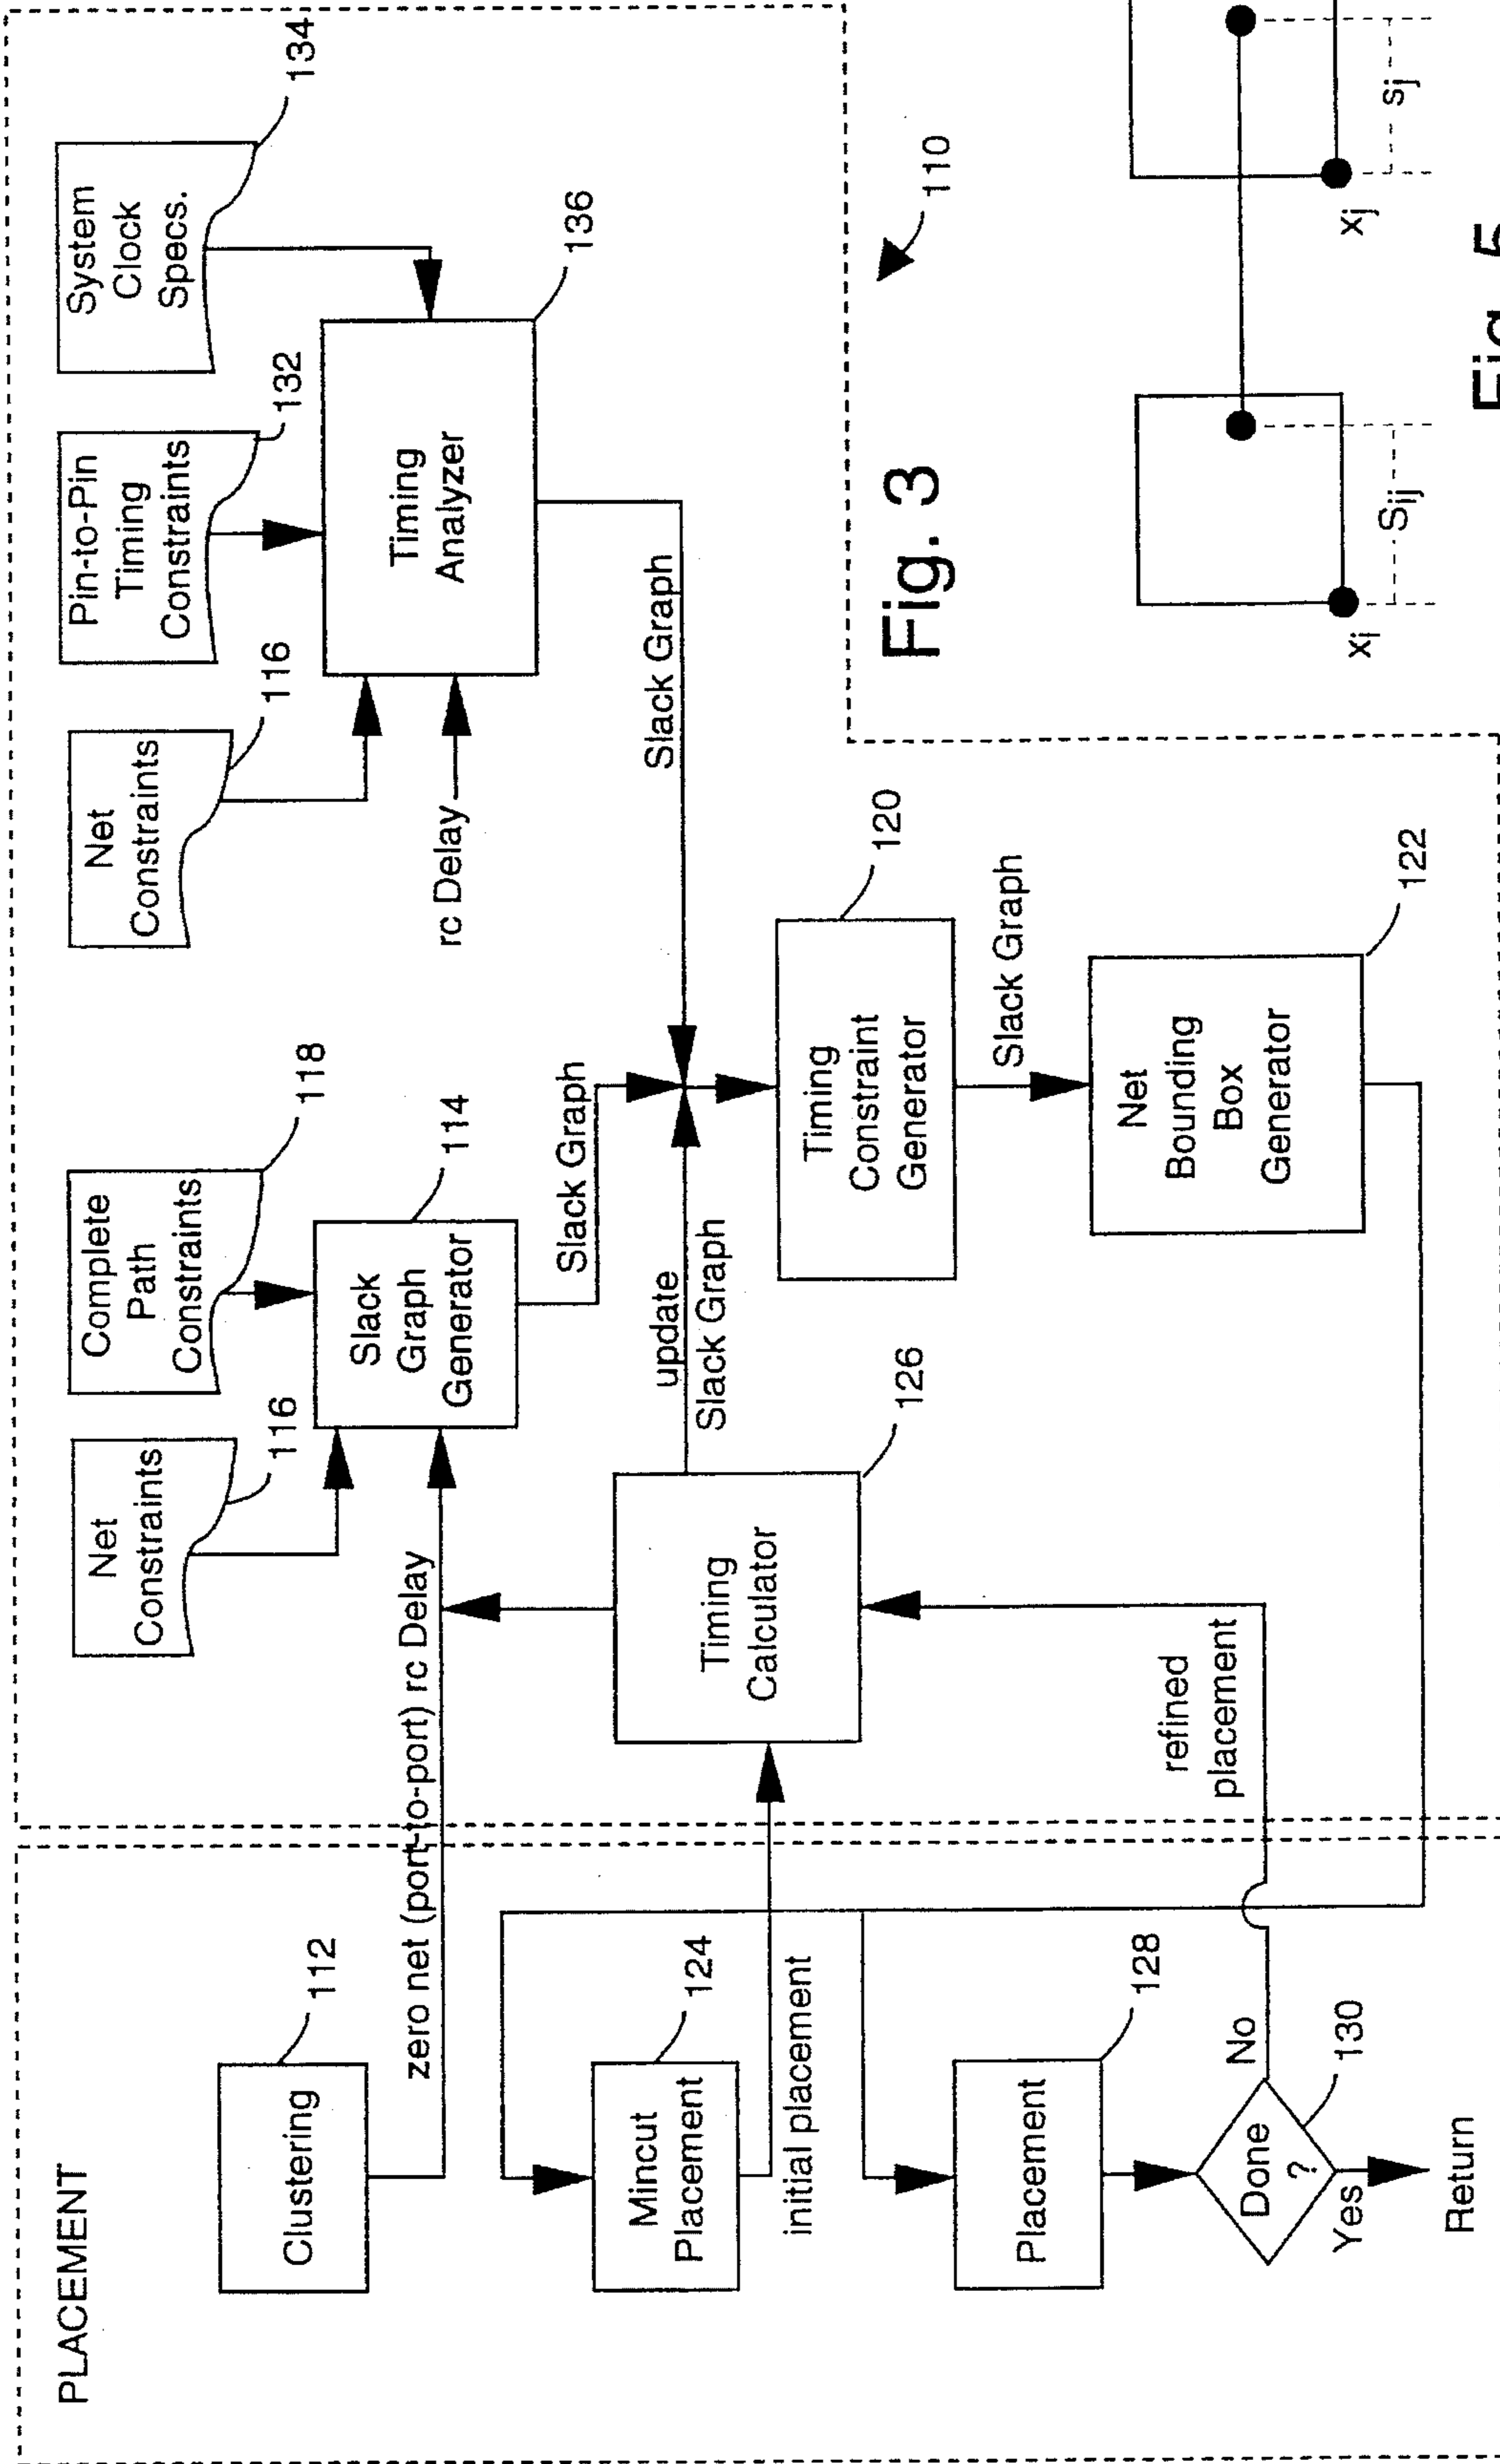 PLACEMENT
Clustering
112
zero net (port-to-port) rc Delay
Mincut
Placement
124
initial placement
Placement
128
Done
?
130
No
Yes
Return
Net
Constraints
116
Complete
Path
Constraints
118
Slack
Graph
Generator
114
Slack Graph
Timing
Calculator
126
update
Slack Graph
refined
placement
Net
Constraints
116
Pin-to-Pin
Timing
Constraints
132
System
Clock
Specs.
134
rc Delay
Timing
Analyzer
136
Slack Graph
Timing
Constraint
Generator
120
Slack Graph
Net
Bounding
Box
Generator
122
Fig. 3
110
xi
Sij
xj
sj